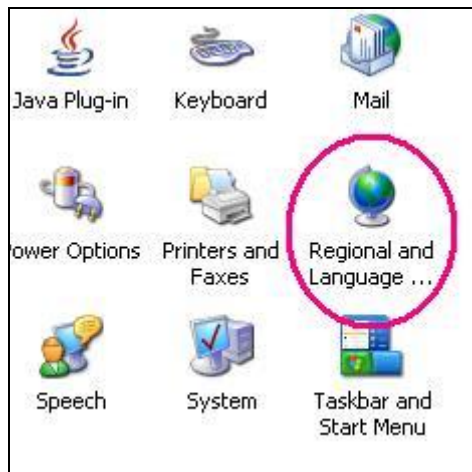 Java Plug-in
Keyboard
Mail
ower Options
Printers and
Faxes
Regional and
Language ...
Speech
System
Taskbar and
Start Menu